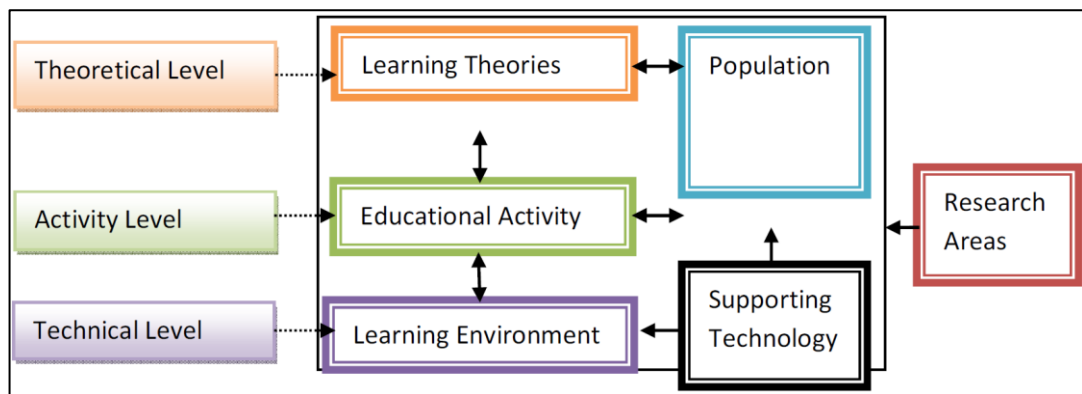 Theoretical Level
Learning Theories
Population
Activity Level
Educational Activity
Research
Areas
Technical Level
Learning Environment
Supporting
Technology